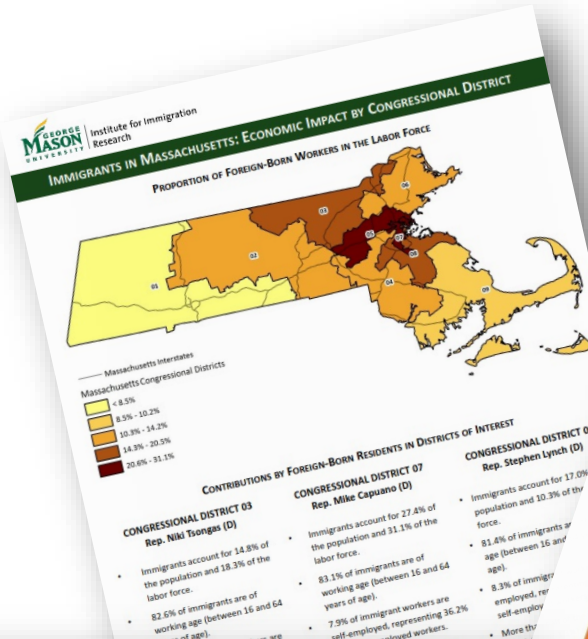 GEORGE
MASON
UNIVERSITY
Institute for Immigration
Research
IMMIGRANTS IN MASSACHUSETTS: ECONOMIC IMPACT BY CONGRESSIONAL DISTRICT
PROPORTION OF FOREIGN-BORN WORKERS IN THE LABOR FORCE
06
03
05
07
02
08
01
04
09
Massachusetts Interstates
Massachusetts Congressional Districts
< 8.5%
8.5% - 10.2%
10.3% - 14.2%
14.3% - 20.5%
20.6% - 31.1%
CONTRIBUTIONS BY FOREIGN-BORN RESIDENTS IN DISTRICTS OF INTEREST
CONGRESSIONAL DISTRICT 03
Rep. Niki Tsongas (D)
• Immigrants account for 14.8% of
the population and 18.3% of the
labor force.
• 82.6% of immigrants are of
working age (between 16 and 64
years of age).
CONGRESSIONAL DISTRICT 07
Rep. Mike Capuano (D)
• Immigrants account for 27.4% of
the population and 31.1% of the
labor force.
• 83.1% of immigrants are of
working age (between 16 and 64
years of age).
• 7.9% of immigrant workers are
self-employed, representing 36.2%
CONGRESSIONAL DISTRICT
Rep. Stephen Lynch (D)
• Immigrants account for 17.0%
population and 10.3% of the
force.
• 81.4% of immigrants
age (between 16 and
age).
• 8.3% of
employed,
• More